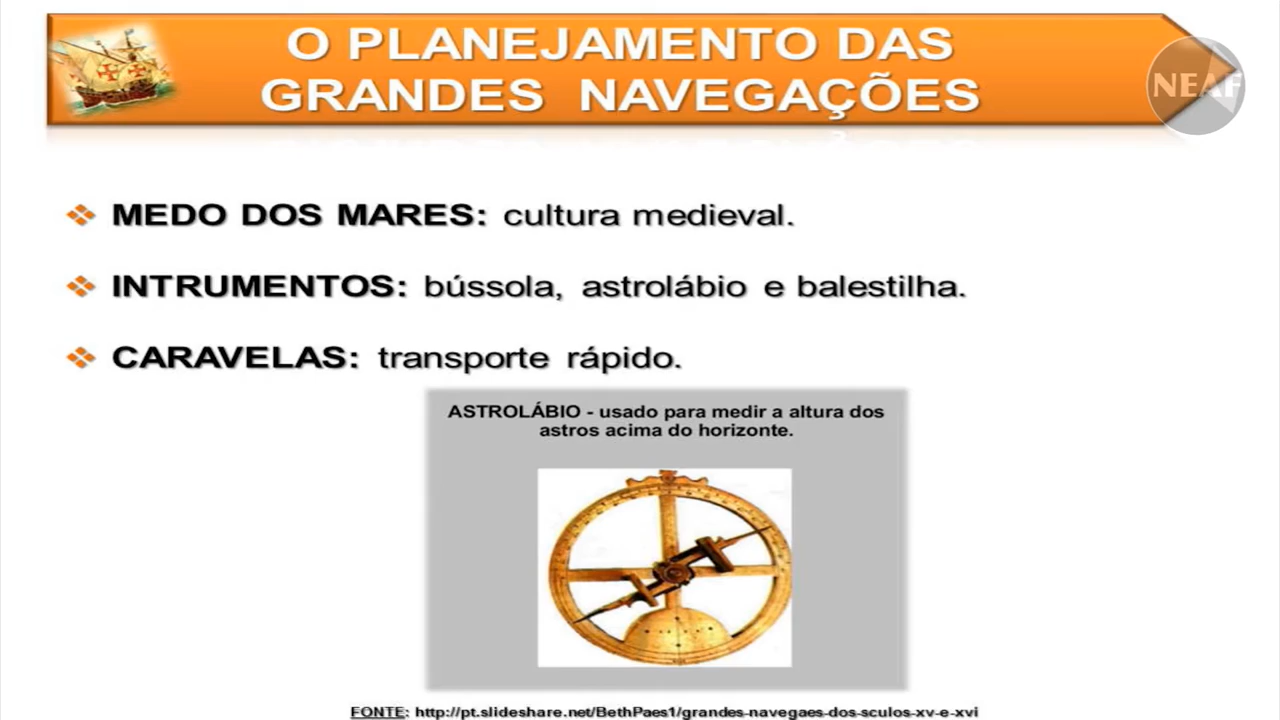 O PLANEJAMENTO DAS
GRANDES NAVEGAÇÕES
NEAF
MEDO DOS MARES: cultura medieval.
INTRUMENTOS: bússola, astrolábio e balestilha.
CARAVELAS: transporte rápido.
ASTROLÁBIO - usado para medir a altura dos
astros acima do horizonte.
FONTE: http://pt.slideshare.net/BethPaes1/grandes-navegaes-dos-sculos-xv-e-xvi